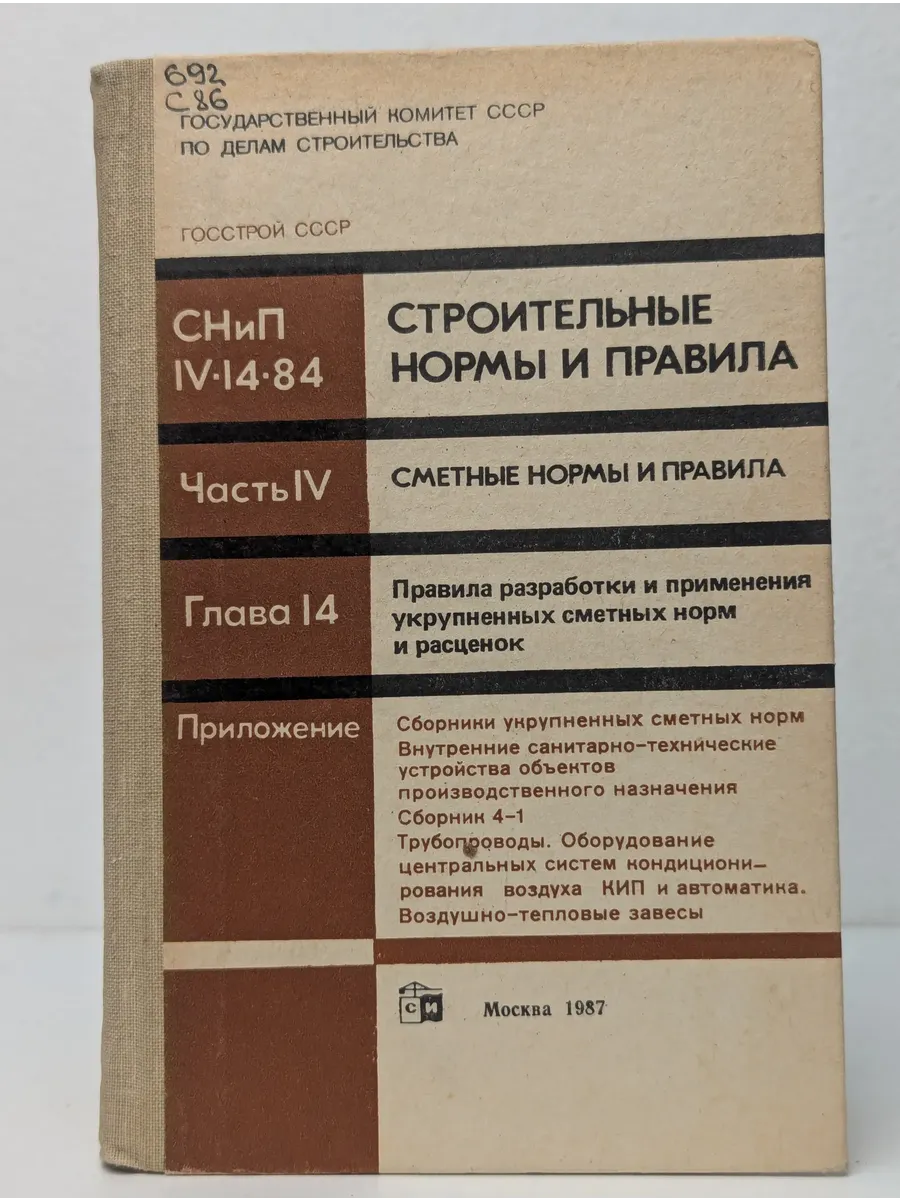 692
С 86
ГОСУДАРСТВЕННЫЙ КОМИТЕТ СССР
ПО ДЕЛАМ СТРОИТЕЛЬСТВА
ГОССТРОЙ СССР
СНиП
IV·14·84
СТРОИТЕЛЬНЫЕ
НОРМЫ И ПРАВИЛА
Часть IV
СМЕТНЫЕ НОРМЫ И ПРАВИЛА
Глава 14
Правила разработки и применения
укрупненных сметных норм
и расценок
Приложение
Сборники укрупненных сметных норм
Внутренние санитарно-технические
устройства объектов
производственного назначения
Сборник 4-1
Трубопроводы. Оборудование
центральных систем кондициони-
рования воздуха КИП и автоматика.
Воздушно-тепловые завесы
СИ
Москва 1987